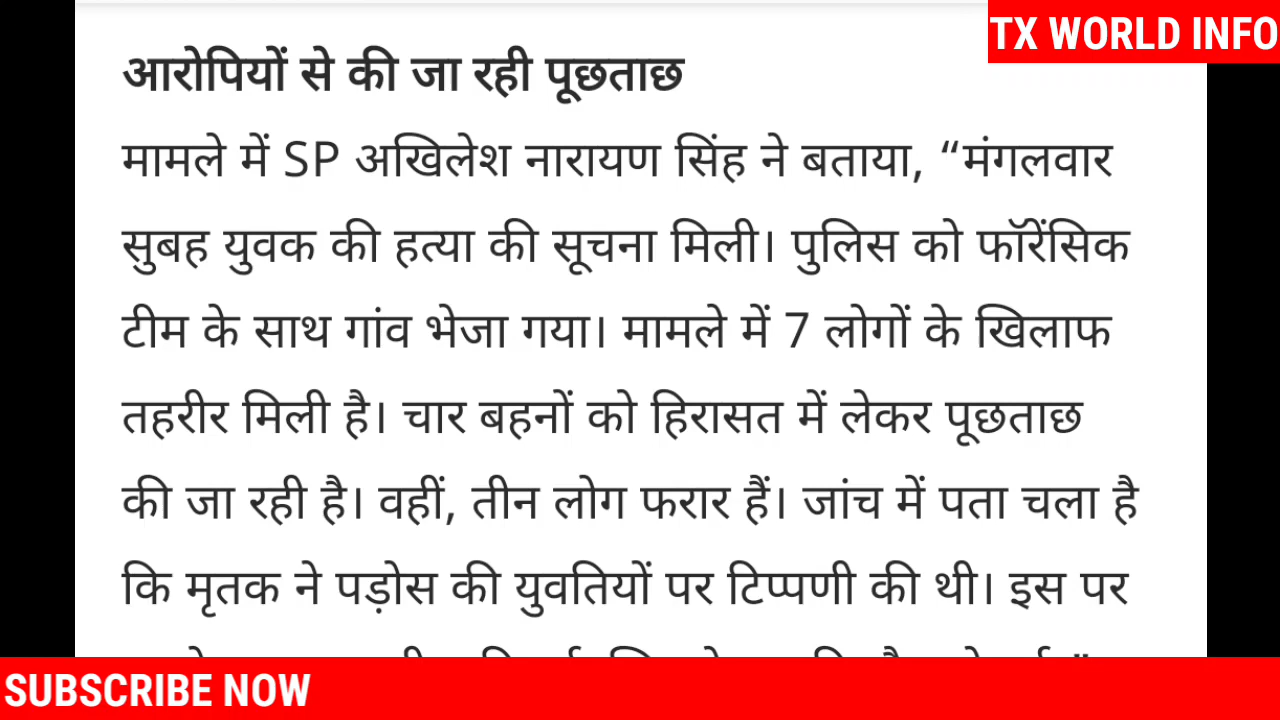 TX WORLD INFO
आरोपियों से की जा रही पूछताछ
मामले में SP अखिलेश नारायण सिंह ने बताया, “मंगलवार
सुबह युवक की हत्या की सूचना मिली। पुलिस को फॉरेंसिक
टीम के साथ गांव भेजा गया। मामले में 7 लोगों के खिलाफ
तहरीर मिली है। चार बहनों को हिरासत में लेकर पूछताछ
की जा रही है। वहीं, तीन लोग फरार हैं। जांच में पता चला है
कि मृतक ने पड़ोस की युवतियों पर टिप्पणी की थी। इस पर
SUBSCRIBE NOW